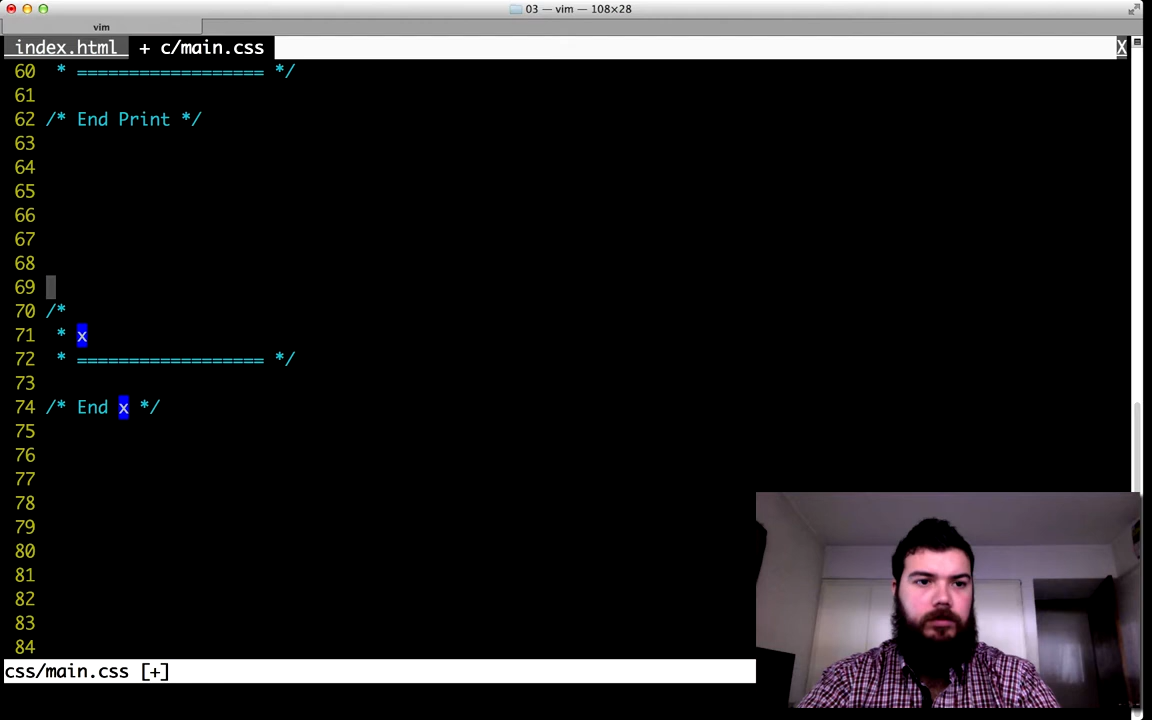 03 — vim — 108×28
vim
index.html + c/main.css X
60 * ================== */
61
62 /* End Print */
63
64
65
66
67
68
69
70 /*
71 * x
72 * ================== */
73
74 /* End x */
75
76
77
78
79
80
81
82
83
84
css/main.css [+]